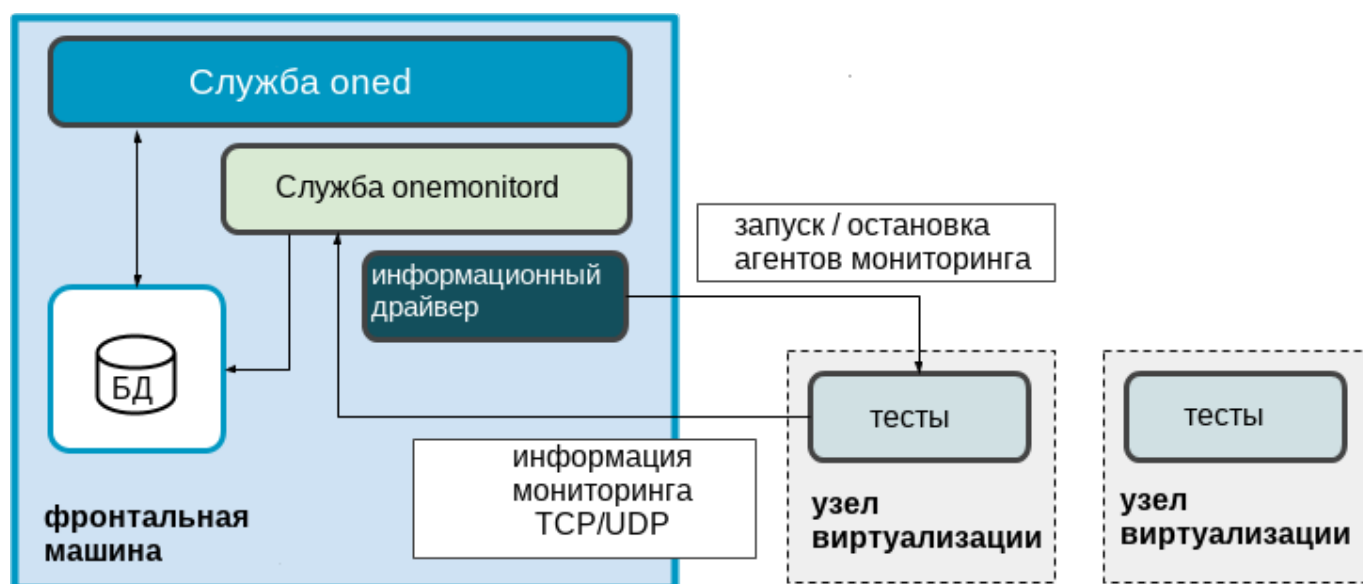 Служба oned
Служба onemonitord
информационный
драйвер
запуск / остановка
агентов мониторинга
БД
тесты
тесты
информация
мониторинга
TCP/UDP
фронтальная
машина
узел
виртуализации
узел
виртуализации